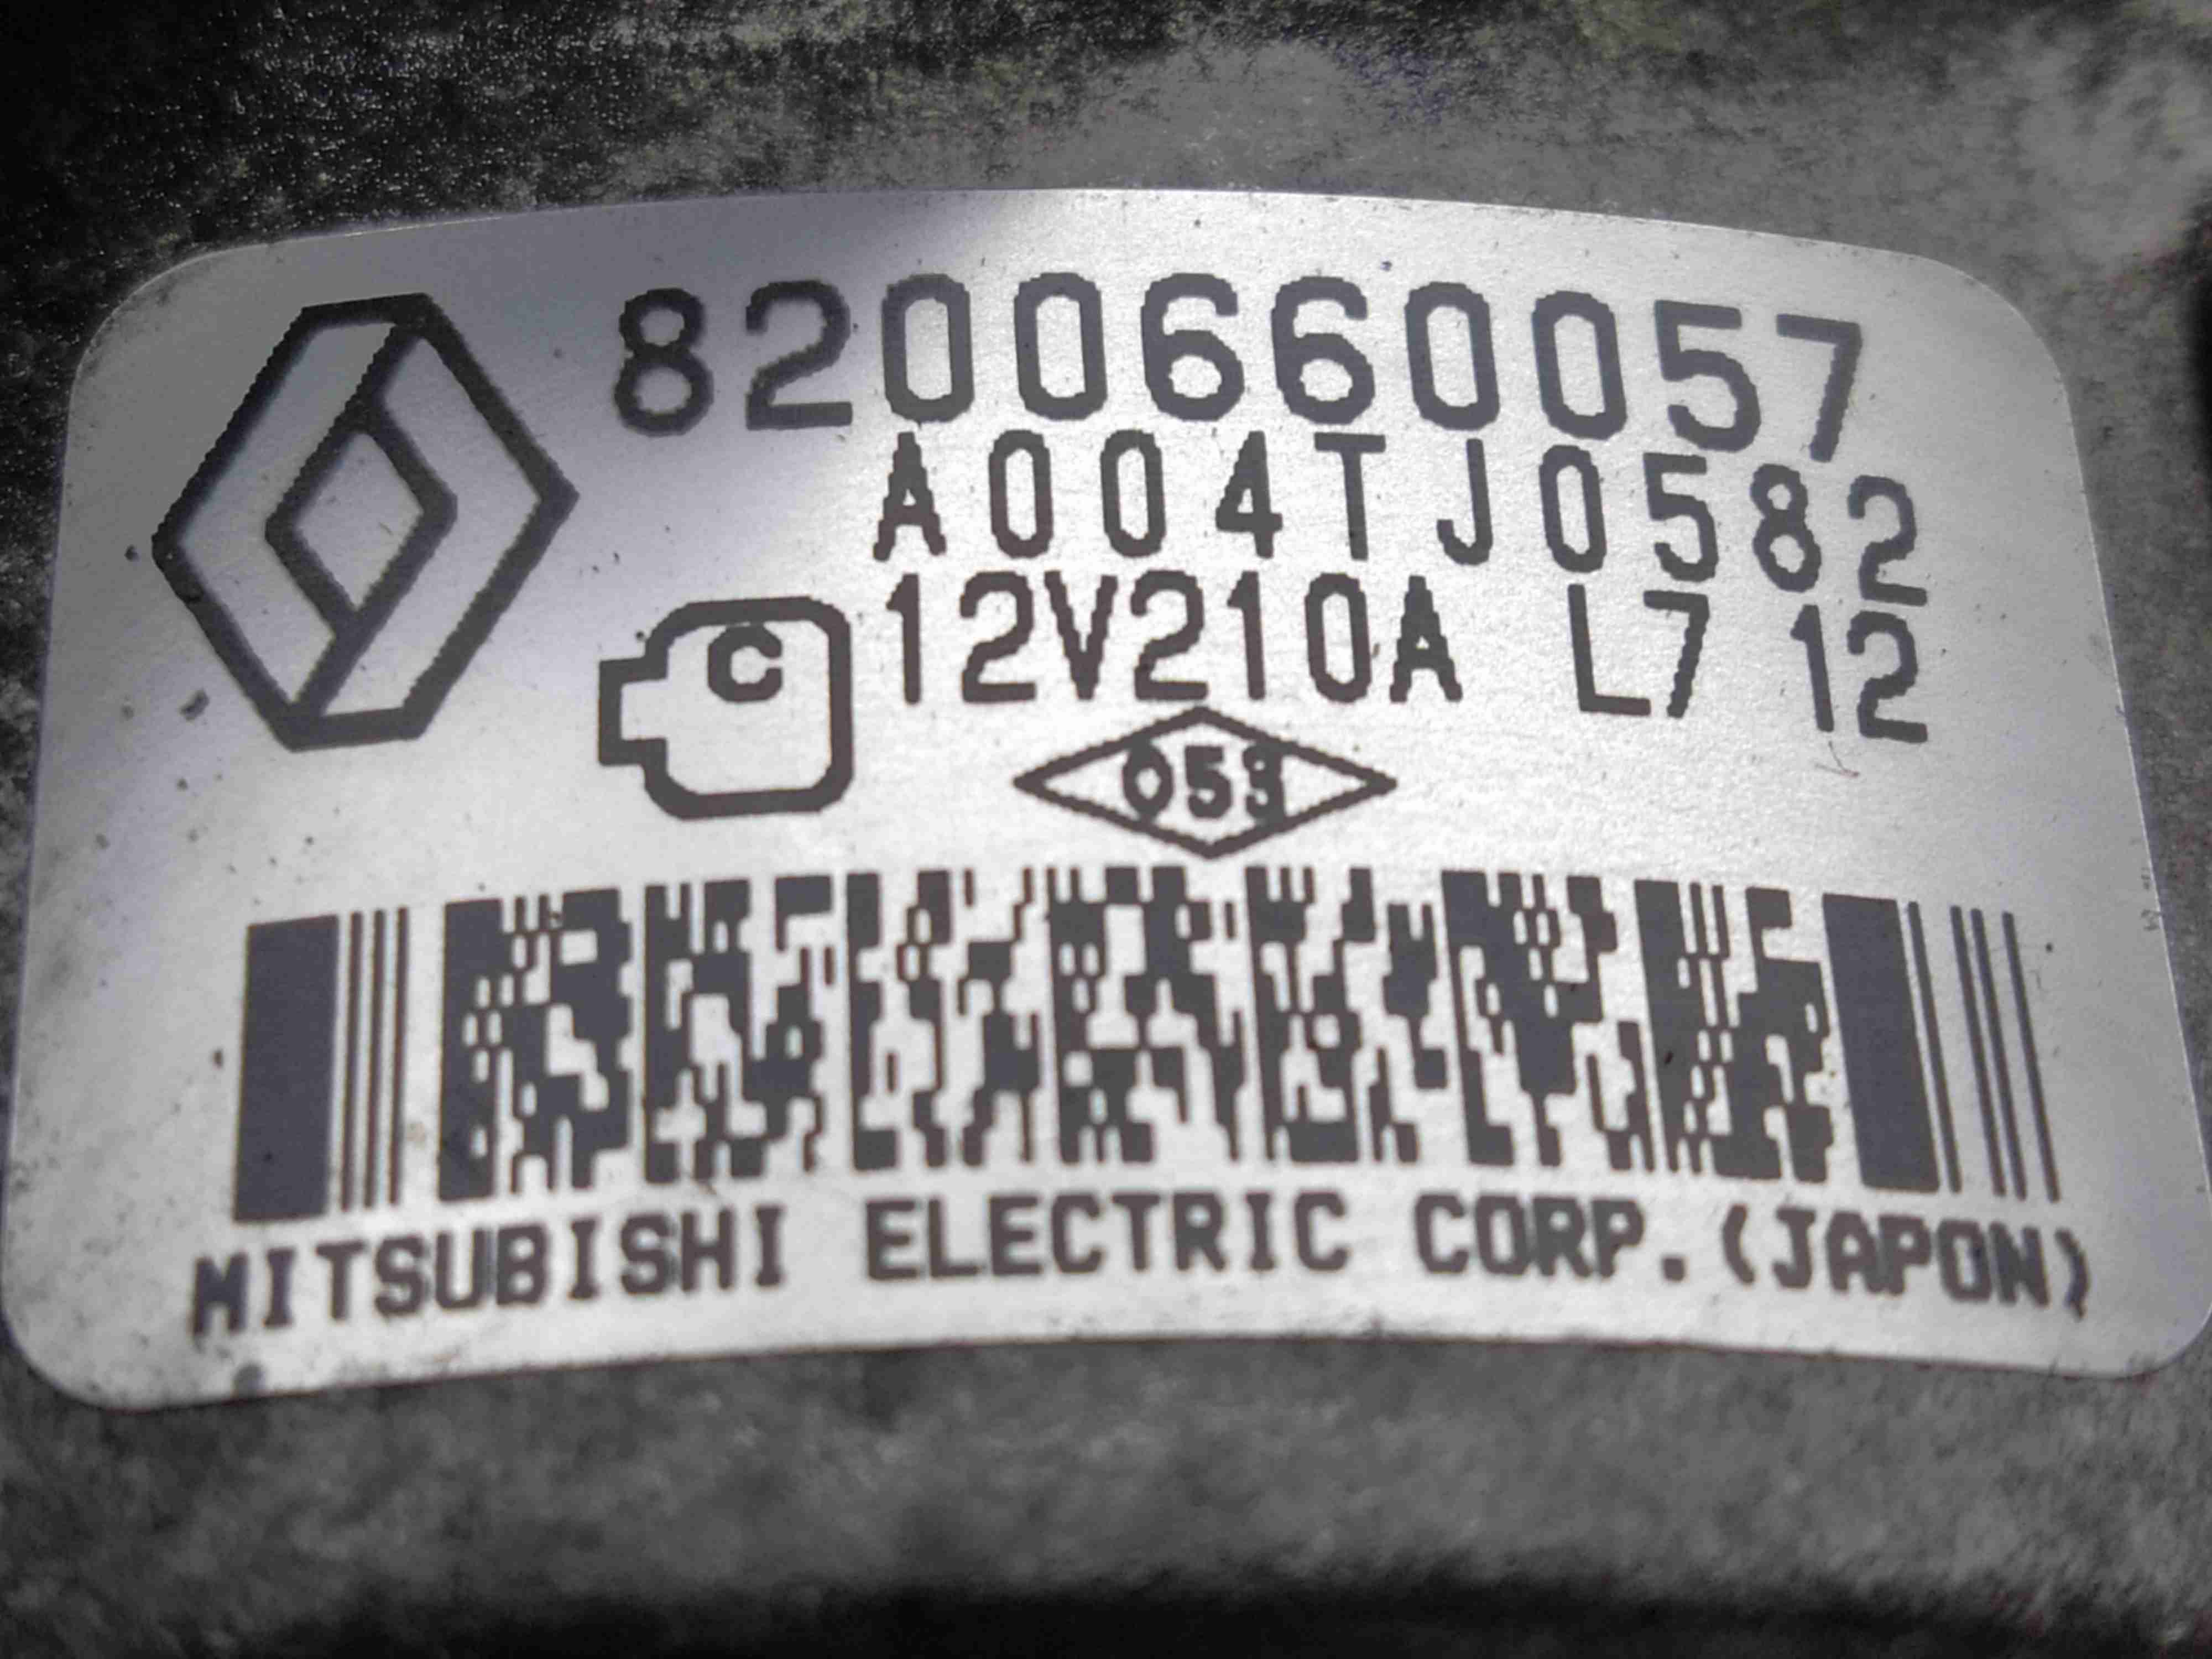 8200660057
A004TJ0582
C 12V210A L7 12
053
MITSUBISHI ELECTRIC CORP.(JAPON)